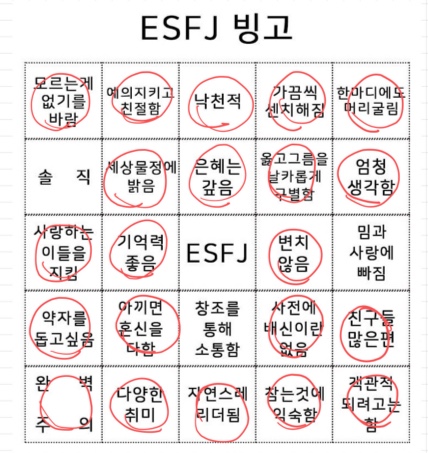 ESFJ 빙고
모르는게
없기를
바람
예의지키고
친절함
낙천적
가끔씩
센치해짐
한마디에도
머리굴림
솔 직
세상물정에
밝음
은혜는
갚음
옳고그름을
날카롭게
구별함
엄청
생각함
사랑하는
이들을
지킴
기억력
좋음
ESFJ
변치
않음
밈과
사랑에
빠짐
약자를
돕고싶음
아끼면
혼신을
다함
창조를
통해
소통함
사전에
배신이란
없음
친구들
많은편
완 벽
주 의
다양한
취미
자연스레
리더됨
참는것에
익숙함
객관적
되려고는
함